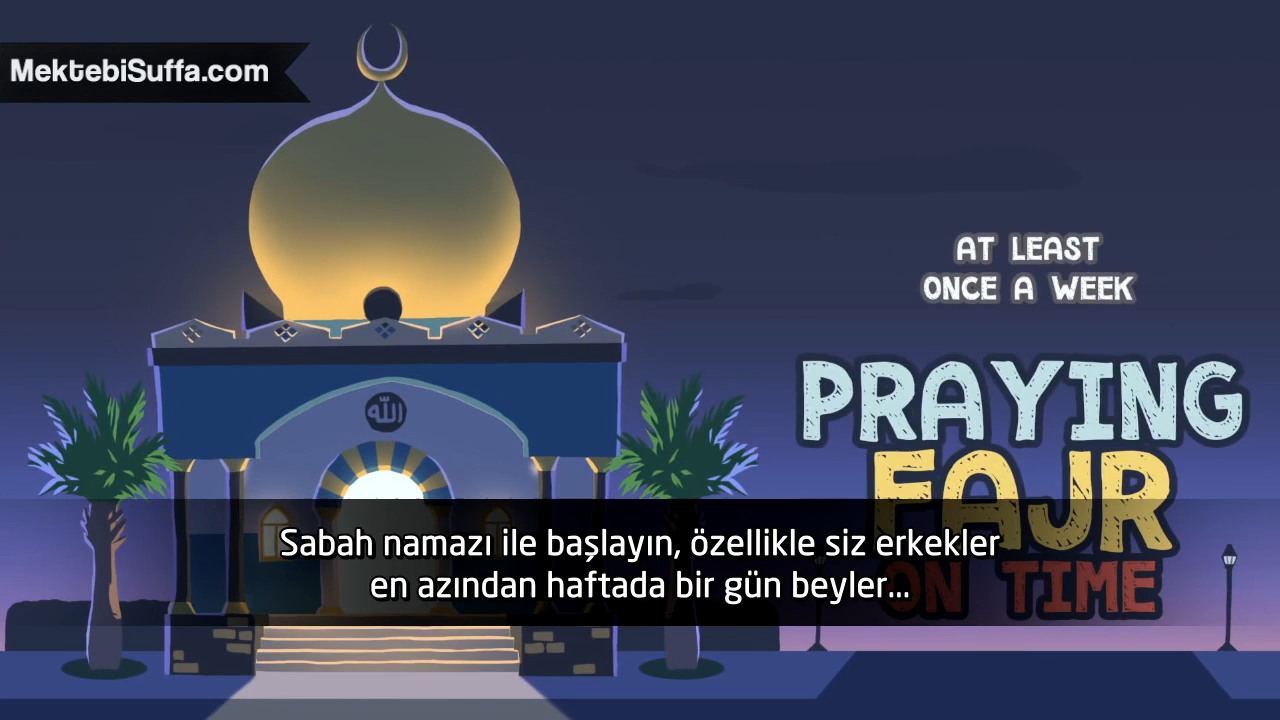 MektebiSuffa.com
AT LEAST
ONCE A WEEK
PRAYING
FAJR
ON TIME
الله
Sabah namazı ile başlayın, özellikle siz erkekler
en azından haftada bir gün beyler...